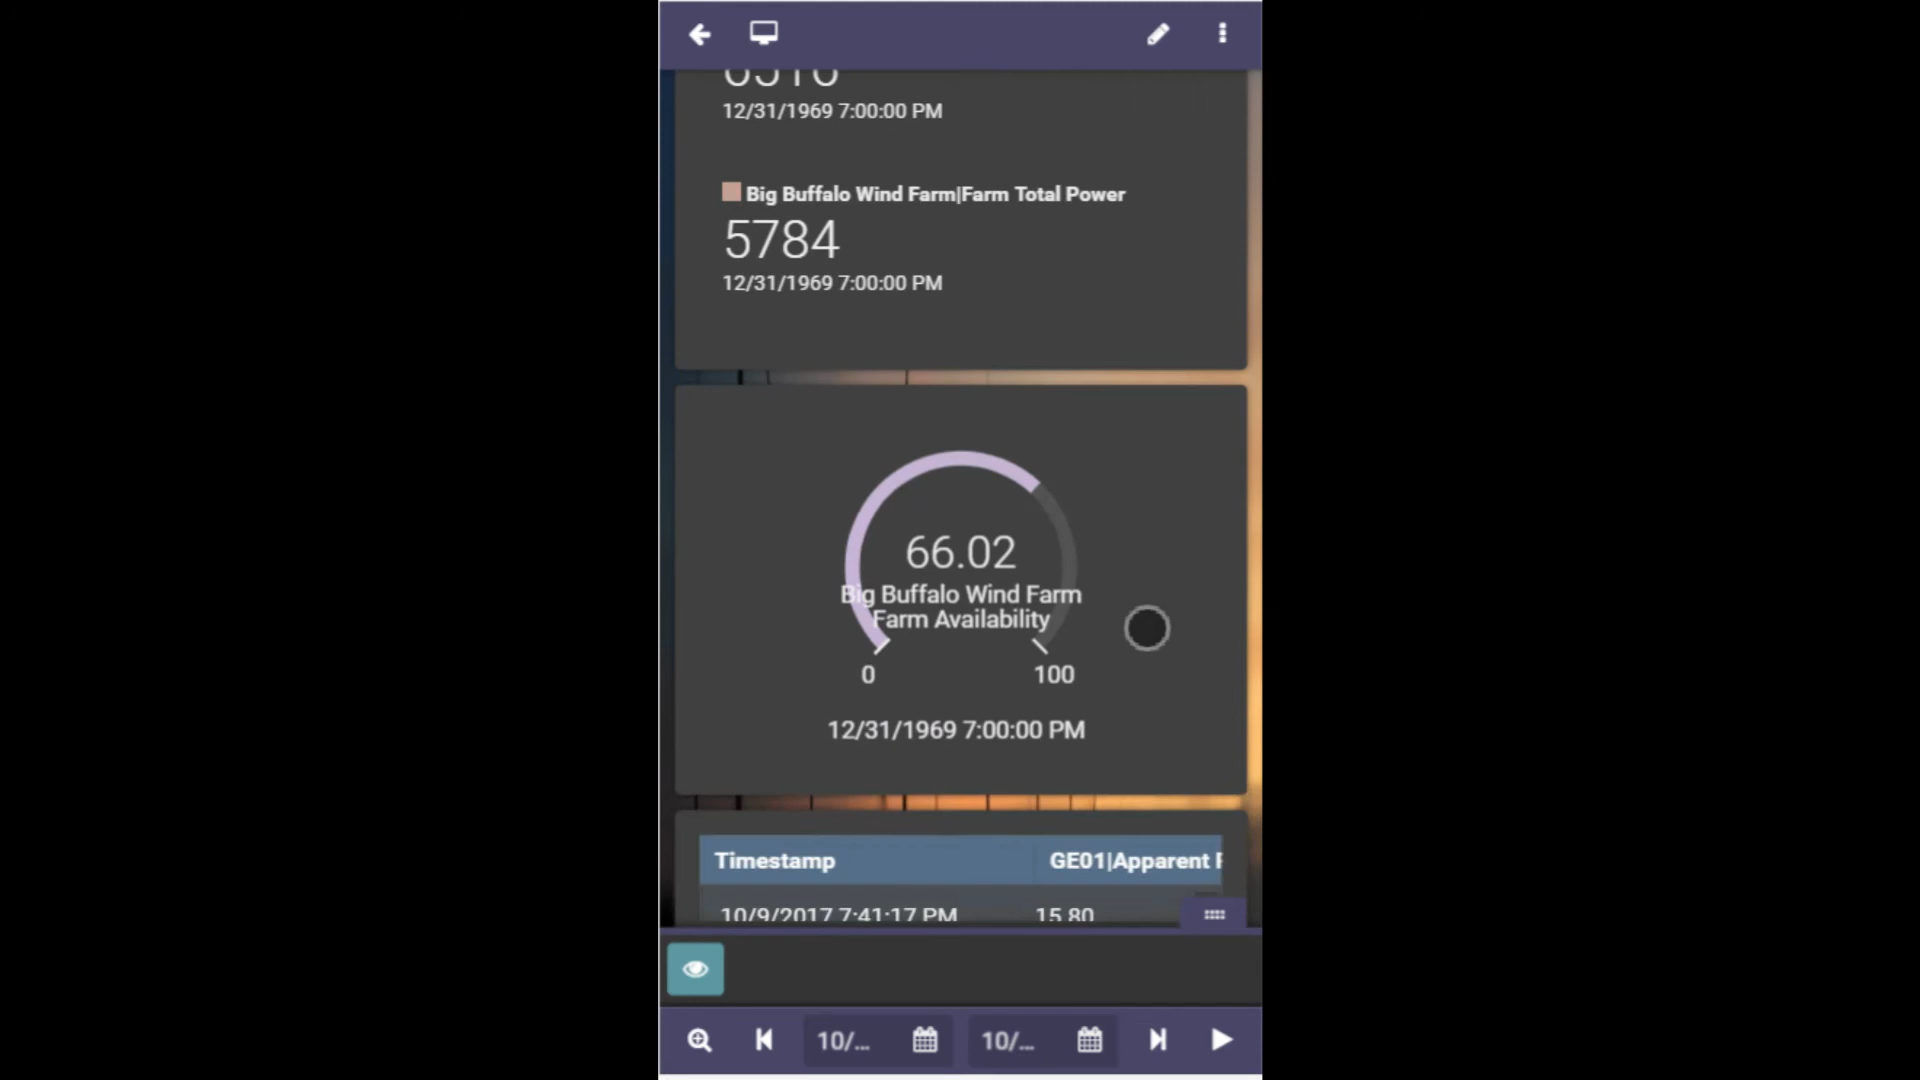 12/31/1969 7:00:00 PM
Big Buffalo Wind Farm|Farm Total Power
5784
12/31/1969 7:00:00 PM
66.02
Big Buffalo Wind Farm
Farm Availability
0 100
12/31/1969 7:00:00 PM
Timestamp GE01|Apparent
10/9/2017 7:41:17 PM 15.80
10/... 10/...